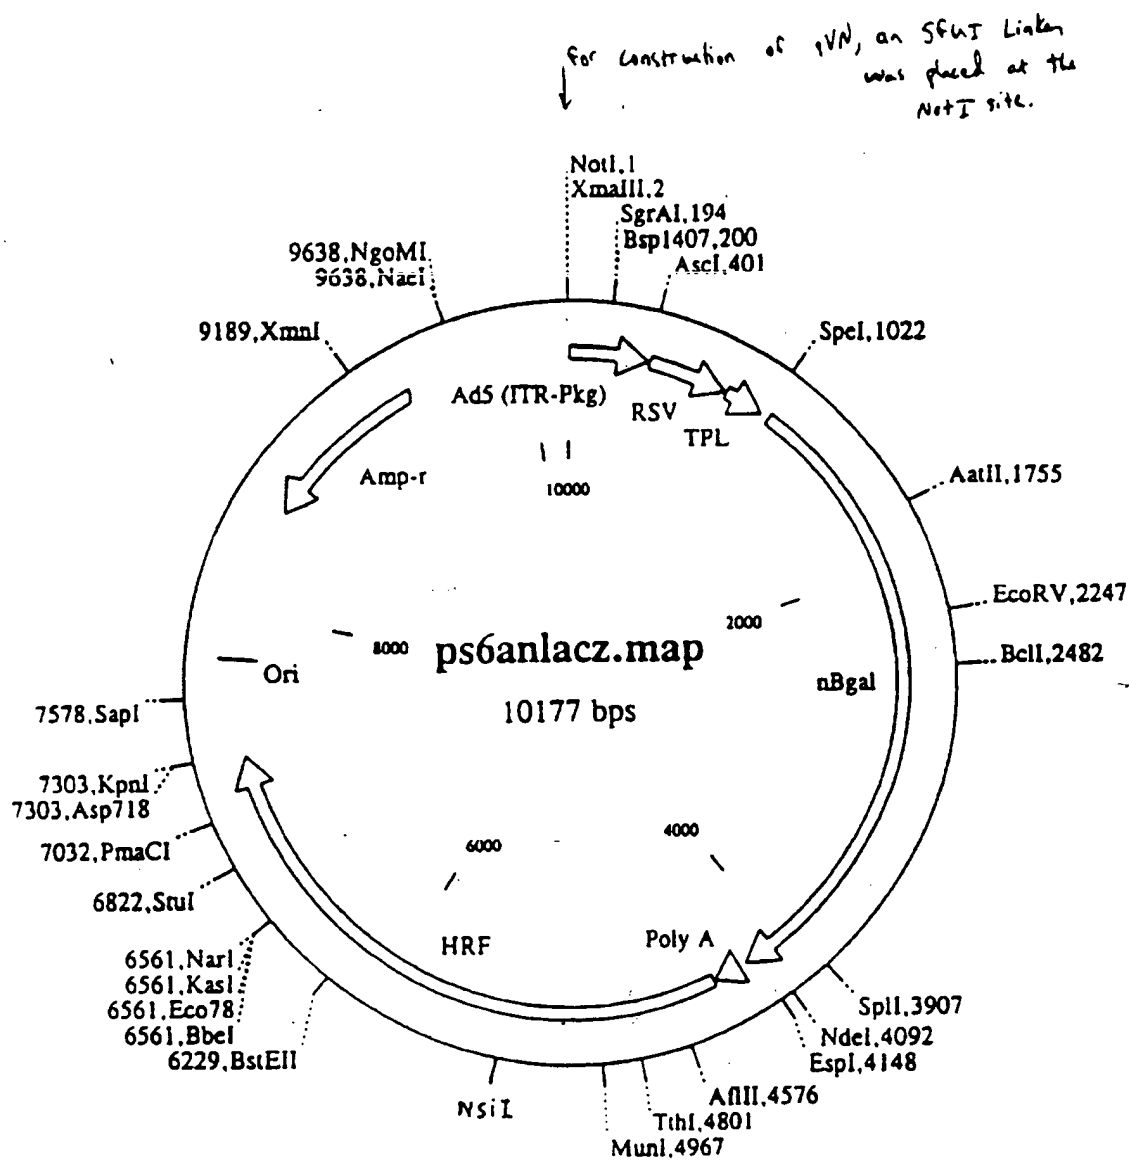 for construction of pVN, an SfuI Linker
was placed at the
NotI site.
NotI,1
XmaIII,2
SgrAI,194
Bsp1407,200
AscI,401
9638,NgoMI
9638,NaeI
9189,XmnI
SpeI,1022
Ad5 (ITR-Pkg)
RSV
TPL
Amp-r
10000
AatII,1755
EcoRV,2247
2000
8000
ps6anlacz.map
BclI,2482
Ori
nBgal
10177 bps
7578,SapI
7303,KpnI
7303,Asp718
4000
7032,PmaCI
6000
6822,StuI
HRF
Poly A
6561,NarI
6561,KasI
6561,Eco78
6561,BbeI
6229,BstEII
SplI,3907
NdeI,4092
EspI,4148
NsiI
AflII,4576
TthI,4801
MunI,4967